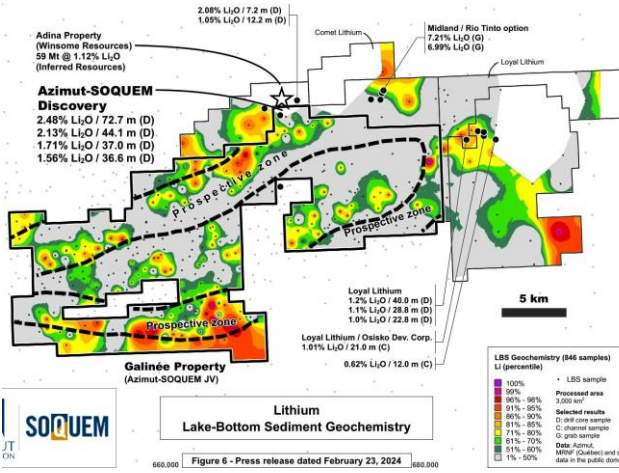 2.08% Li₂O / 7.2 m (D)
1.05% Li₂O / 12.2 m (D)
Comet Lithium
Midland / Rio Tinto option
7.21% Li₂O (G)
6.99% Li₂O (G)
Loyal Lithium
Adina Property
(Winsome Resources)
59 Mt @ 1.12% Li₂O
(Inferred Resources)
Azimut-SOQUEM
Discovery
2.48% Li₂O / 72.7 m (D)
2.13% Li₂O / 44.1 m (D)
1.71% Li₂O / 37.0 m (D)
1.56% Li₂O / 36.6 m (D)
Prospective zone
Prospective zone
Prospective zone
Loyal Lithium
1.2% Li₂O / 40.0 m (D)
1.1% Li₂O / 28.8 m (D)
1.0% Li₂O / 22.8 m (D)
Loyal Lithium / Osisko Dev. Corp.
1.01% Li₂O / 21.0 m (C)
0.62% Li₂O / 12.0 m (C)
5 km
Galinée Property
(Azimut-SOQUEM JV)
LBS Geochemistry (846 samples)
Li (percentile)
100%
99%
96% - 98%
91% - 95%
86% - 90%
81% - 85%
71% - 80%
61% - 70%
51% - 60%
1% - 50%
LBS sample
Processed area
3,000 km²
Selected results
D: drill core sample
C: channel sample
G: grab sample
Data: Azimut,
MRNF (Québec) and
data in the public dom
UT
ION
SOQUEM
Lithium
Lake-Bottom Sediment Geochemistry
Figure 6 - Press release dated February 23, 2024
660,000
680,000